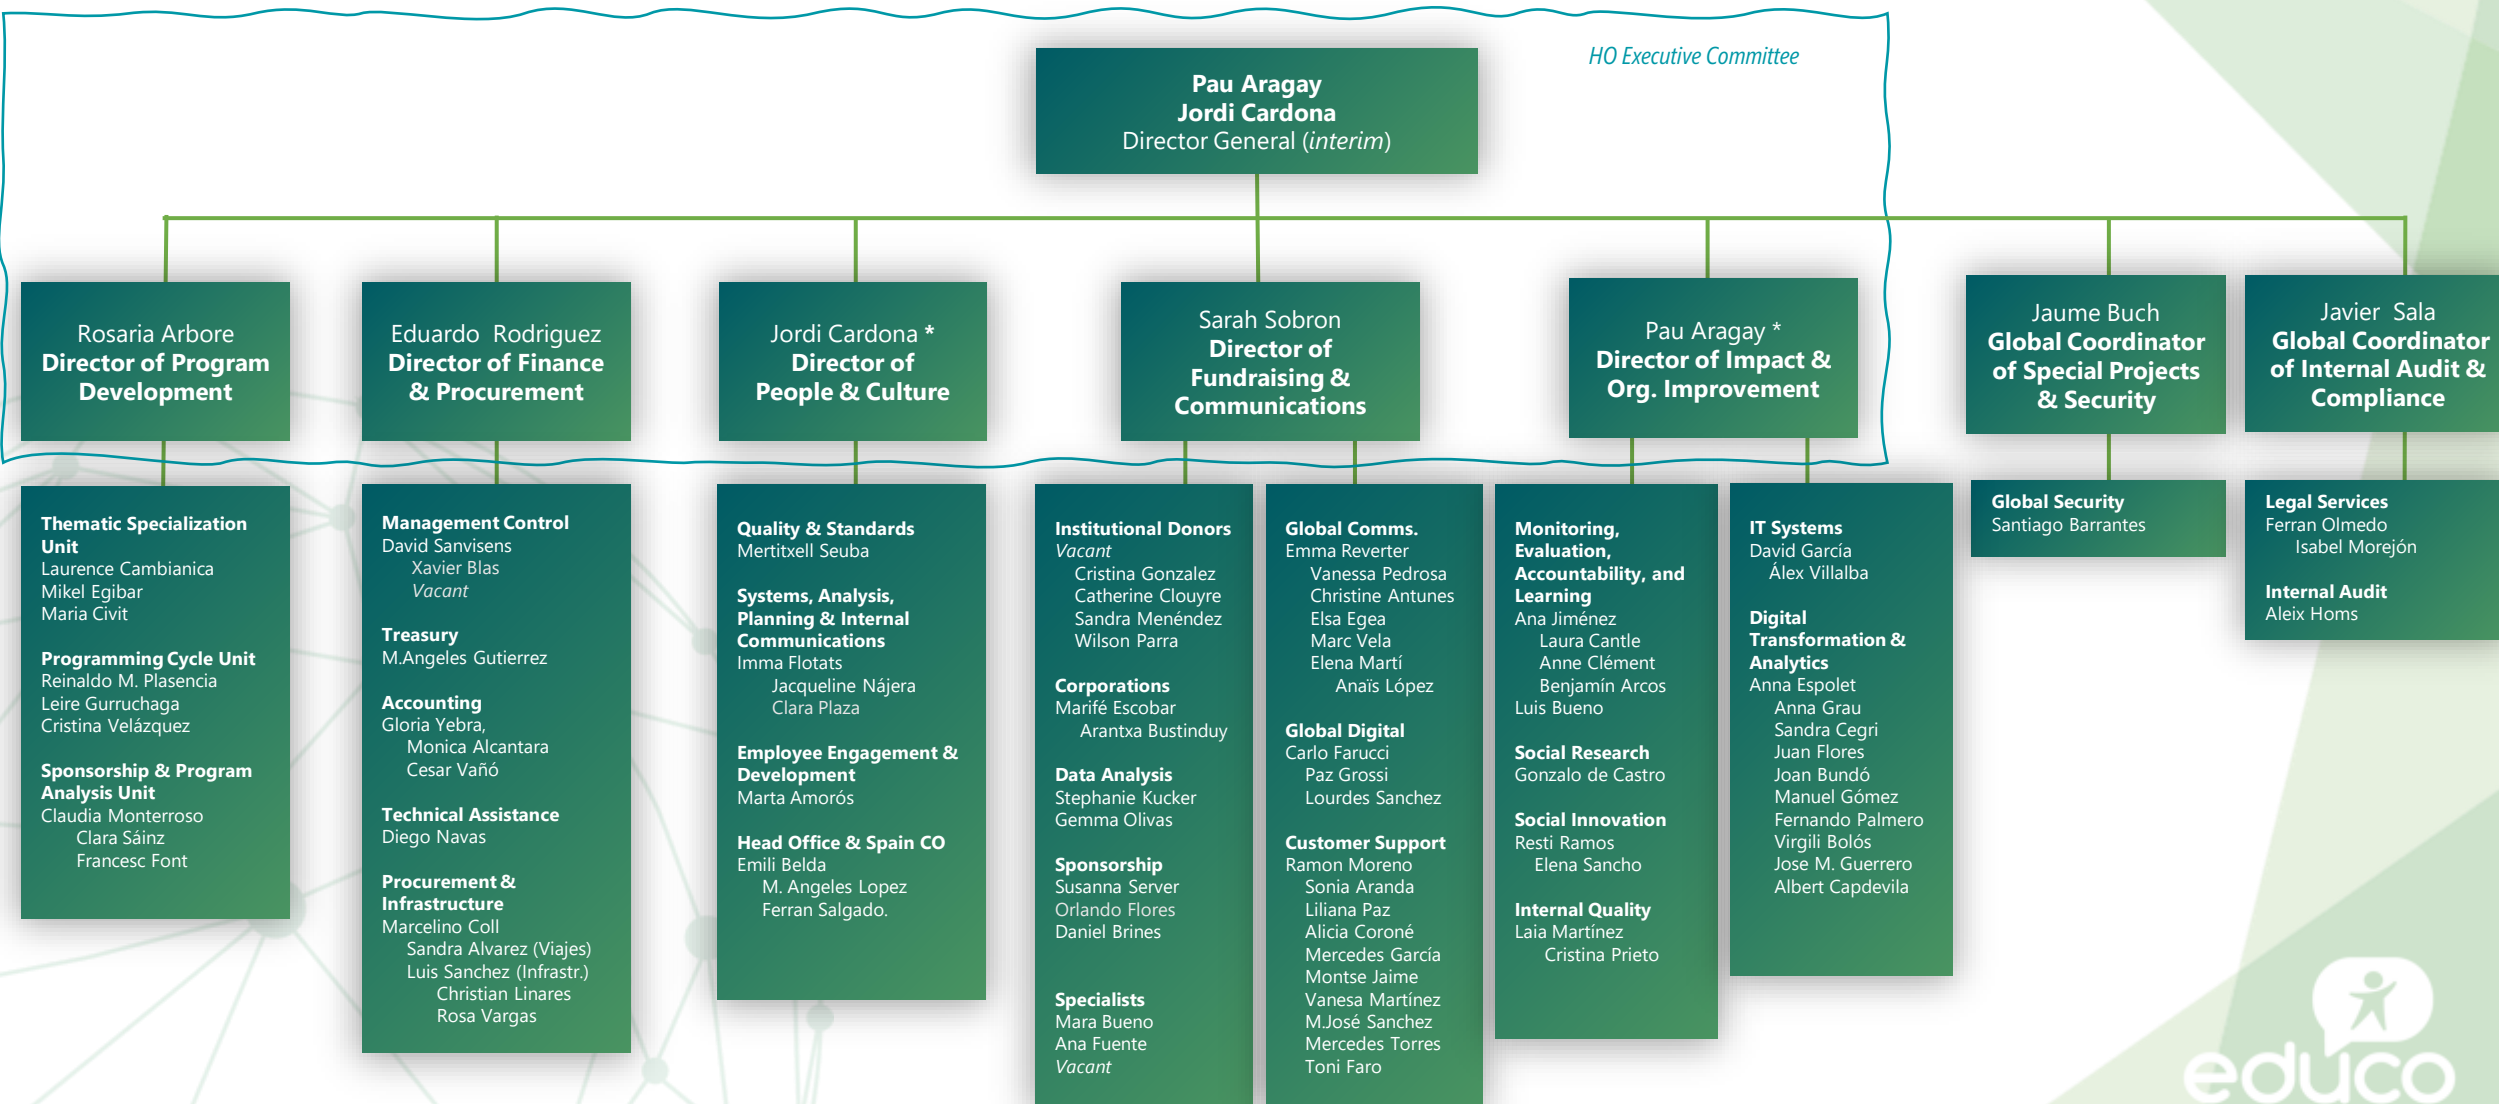 HO Executive Committee
Pau Aragay
Jordi Cardona
Director General (interim)
Rosaria Arbore
Director of Program
Development
Eduardo Rodriguez
Director of Finance
& Procurement
Jordi Cardona *
Director of
People & Culture
Sarah Sobron
Director of
Fundraising &
Communications
Pau Aragay *
Director of Impact &
Org. Improvement
Jaume Buch
Global Coordinator
of Special Projects
& Security
Javier Sala
Global Coordinator
of Internal Audit &
Compliance
Thematic Specialization
Unit
Laurence Cambianica
Mikel Egibar
Maria Civit
Programming Cycle Unit
Reinaldo M. Plasencia
Leire Gurruchaga
Cristina Velázquez
Sponsorship & Program
Analysis Unit
Claudia Monterroso
Clara Sáinz
Francesc Font
Management Control
David Sanvisens
Xavier Blas
Vacant
Treasury
M.Angeles Gutierrez
Accounting
Gloria Yebra,
Monica Alcantara
Cesar Vañó
Technical Assistance
Diego Navas
Procurement &
Infrastructure
Marcelino Coll
Sandra Alvarez (Viajes)
Luis Sanchez (Infrastr.)
Christian Linares
Rosa Vargas
Quality & Standards
Mertitxell Seuba
Systems, Analysis,
Planning & Internal
Communications
Imma Flotats
Jacqueline Nájera
Clara Plaza
Employee Engagement &
Development
Marta Amorós
Head Office & Spain CO
Emili Belda
M. Angeles Lopez
Ferran Salgado.
Institutional Donors
Vacant
Cristina Gonzalez
Catherine Clouyre
Sandra Menéndez
Wilson Parra
Corporations
Marifé Escobar
Arantxa Bustinduy
Data Analysis
Stephanie Kucker
Gemma Olivas
Sponsorship
Susanna Server
Orlando Flores
Daniel Brines
Specialists
Mara Bueno
Ana Fuente
Vacant
Global Comms.
Emma Reverter
Vanessa Pedrosa
Christine Antunes
Elsa Egea
Marc Vela
Elena Martí
Anaïs López
Global Digital
Carlo Farucci
Paz Grossi
Lourdes Sanchez
Customer Support
Ramon Moreno
Sonia Aranda
Liliana Paz
Alicia Coroné
Mercedes García
Montse Jaime
Vanesa Martínez
M.José Sanchez
Mercedes Torres
Toni Faro
Monitoring,
Evaluation,
Accountability, and
Learning
Ana Jiménez
Laura Cantle
Anne Clément
Benjamín Arcos
Luis Bueno
Social Research
Gonzalo de Castro
Social Innovation
Resti Ramos
Elena Sancho
Internal Quality
Laia Martínez
Cristina Prieto
IT Systems
David García
Álex Villalba
Digital
Transformation &
Analytics
Anna Espolet
Anna Grau
Sandra Cegri
Juan Flores
Joan Bundó
Manuel Gómez
Fernando Palmero
Virgili Bolós
Jose M. Guerrero
Albert Capdevila
Global Security
Santiago Barrantes
Legal Services
Ferran Olmedo
Isabel Morejón
Internal Audit
Aleix Homs
educo